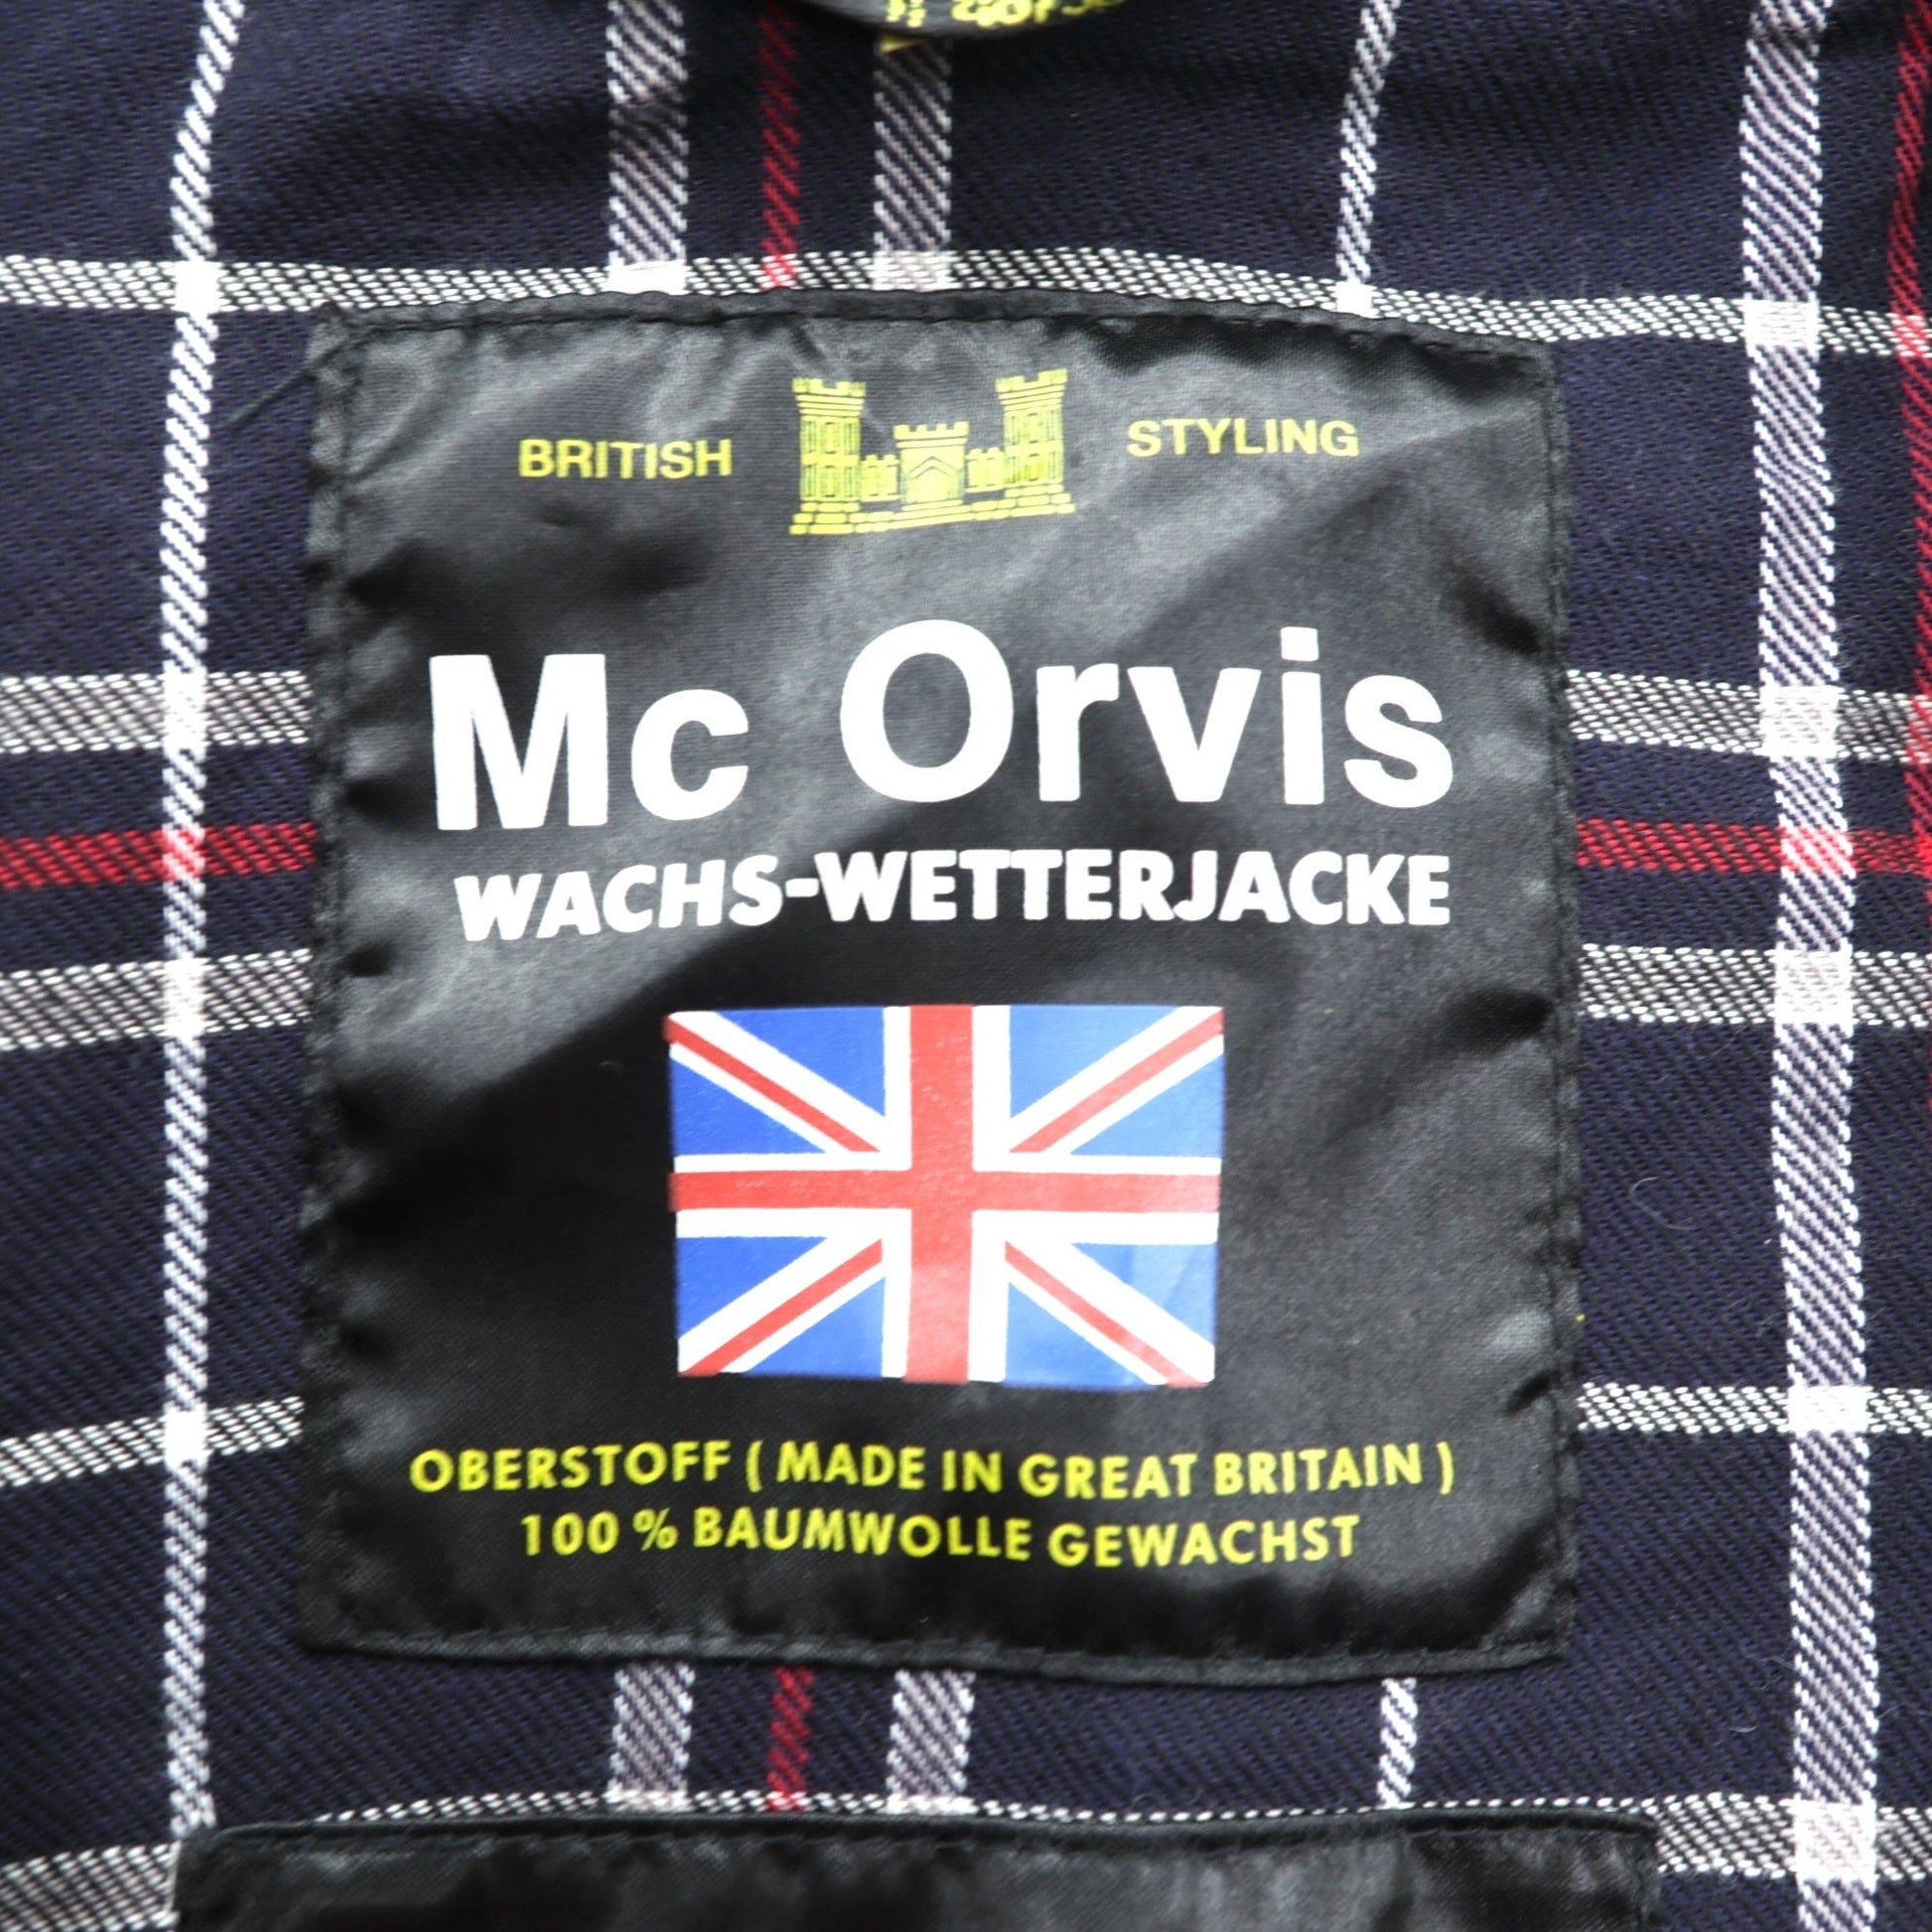 BRITISH STYLING
Mc Orvis
WACHS-WETTERJACKE
OBERSTOFF ( MADE IN GREAT BRITAIN )
100 % BAUMWOLLE GEWACHST